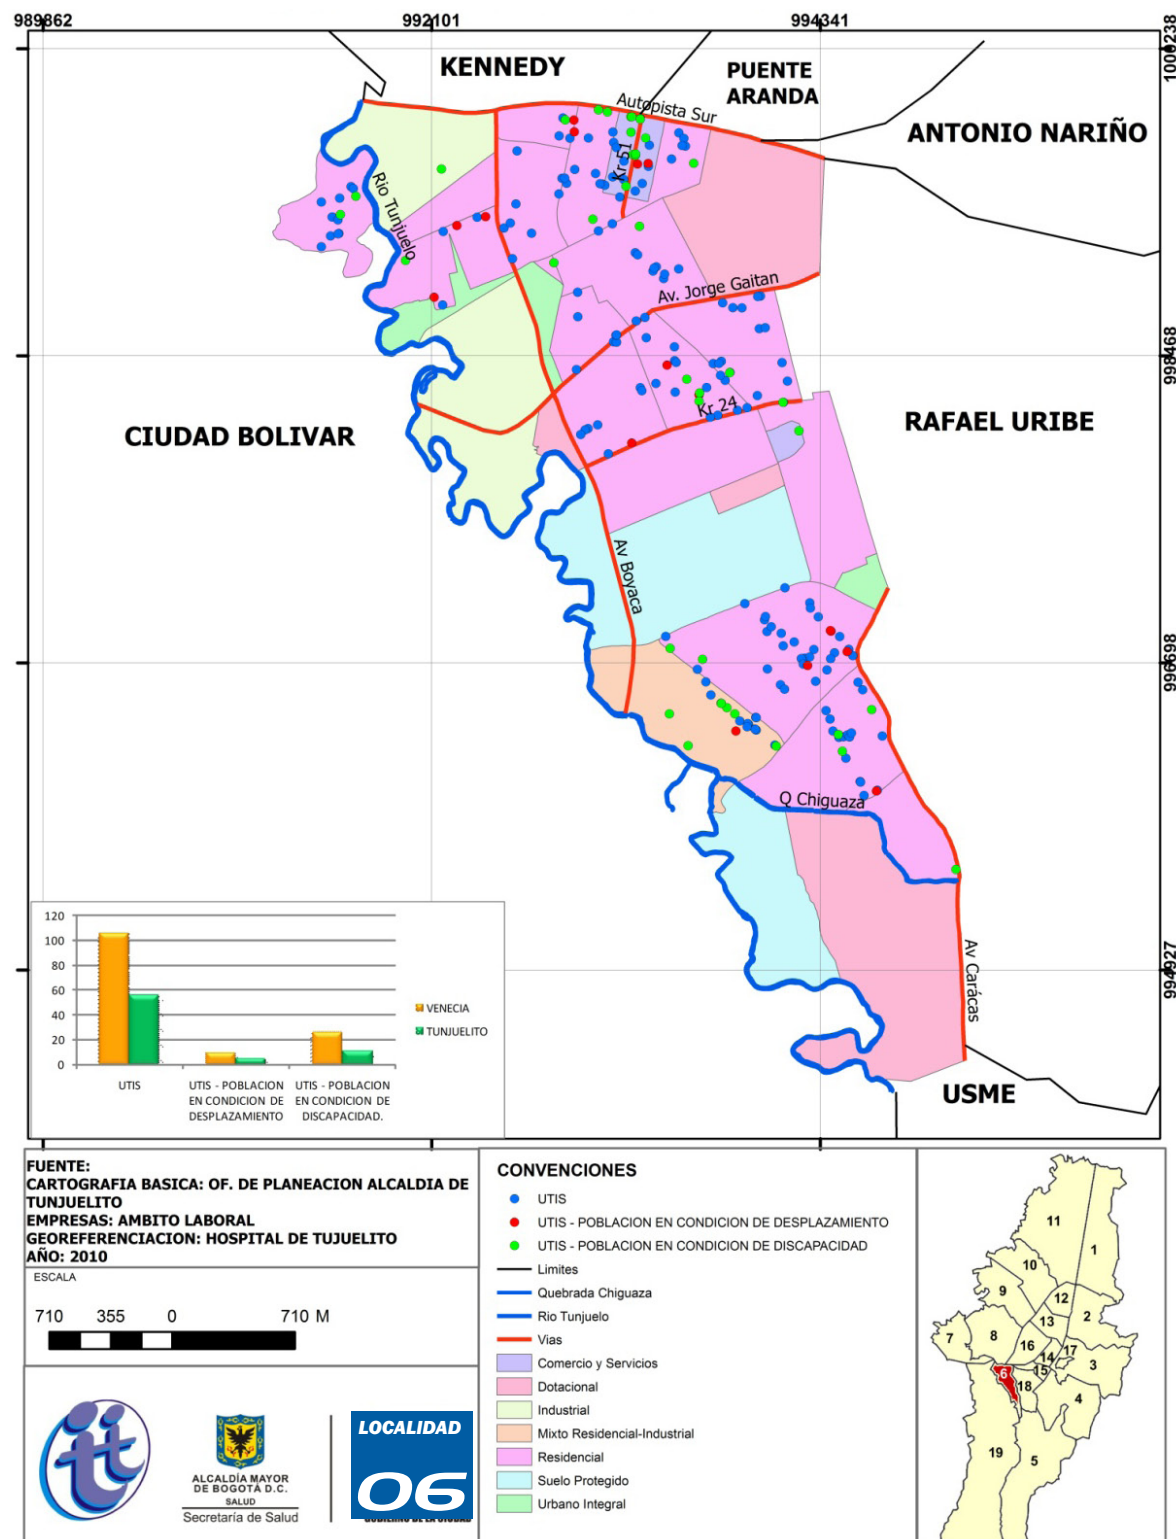 989862
992101
994341
1000238
KENNEDY
PUENTE
ARANDA
Autopista Sur
ANTONIO NARIÑO
Kr 51
Rio Tunjuelo
Av. Jorge Gaitan
998468
Kr 24
CIUDAD BOLIVAR
RAFAEL URIBE
Av Boyaca
996698
Q Chiguaza
Av Carácas
994927
USME
120
100
80
60
40
20
0
UTIS
UTIS - POBLACION
EN CONDICION DE
DESPLAZAMIENTO
UTIS - POBLACION
EN CONDICION DE
DISCAPACIDAD.
VENECIA
TUNJUELITO
FUENTE:
CARTOGRAFIA BASICA: OF. DE PLANEACION ALCALDIA DE
TUNJUELITO
EMPRESAS: AMBITO LABORAL
GEOREFERENCIACION: HOSPITAL DE TUJUELITO
AÑO: 2010
ESCALA
710 355 0 710 M
ALCALDÍA MAYOR
DE BOGOTÁ D.C.
SALUD
Secretaría de Salud
LOCALIDAD
06
GOBIERNO DE LA CIUDAD
CONVENCIONES
UTIS
UTIS - POBLACION EN CONDICION DE DESPLAZAMIENTO
UTIS - POBLACION EN CONDICION DE DISCAPACIDAD
Limites
Quebrada Chiguaza
Rio Tunjuelo
Vias
Comercio y Servicios
Dotacional
Industrial
Mixto Residencial-Industrial
Residencial
Suelo Protegido
Urbano Integral
11
1
10
9
12
2
13
7
8
16
17
14
3
15
6
18
4
19
5